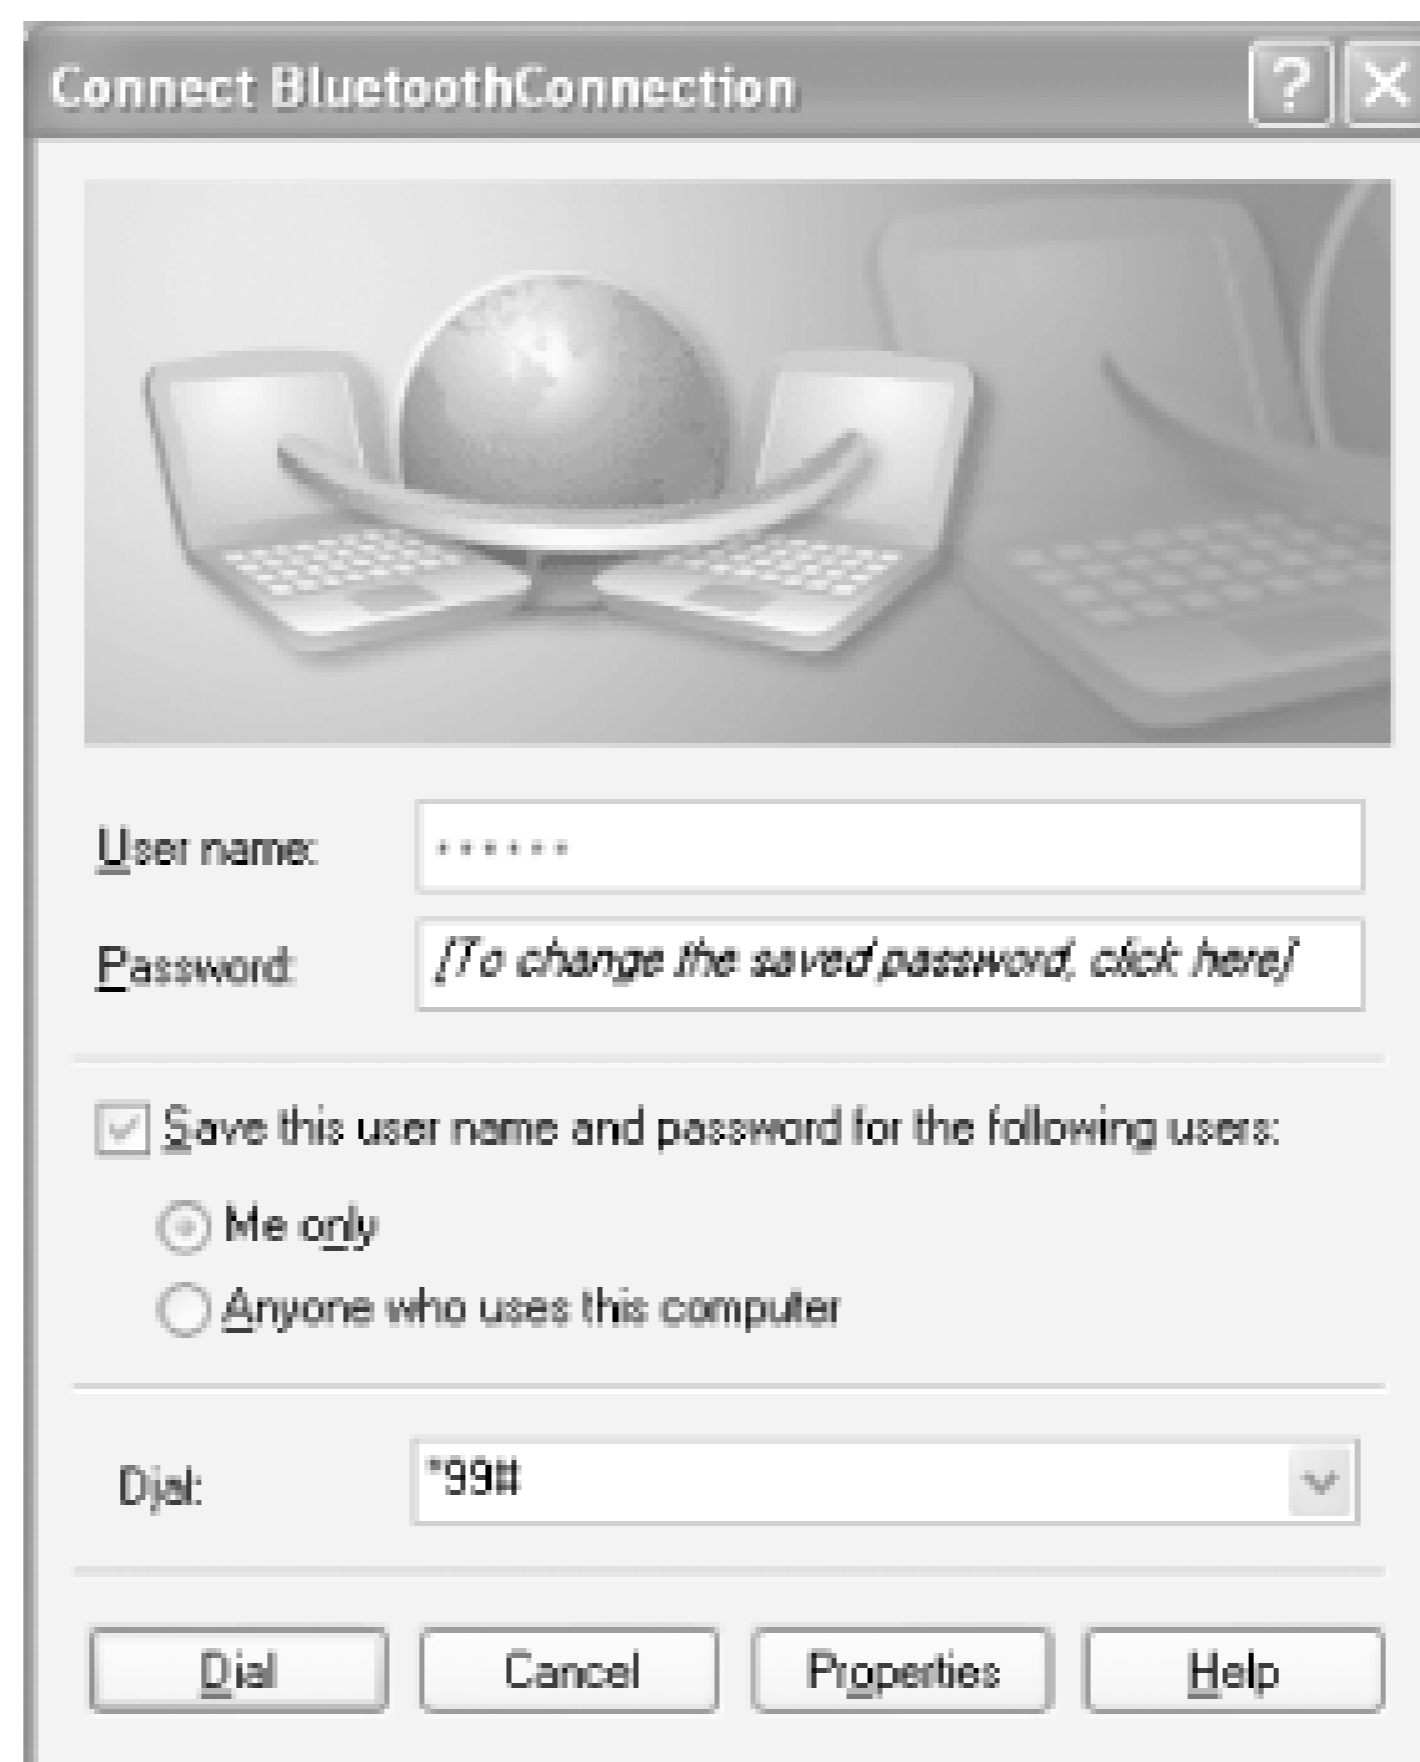 Connect BluetoothConnection
User name: ••••••
Password: [To change the saved password, click here]
Save this user name and password for the following users:
Me only
Anyone who uses this computer
Dial: *99#
Dial Cancel Properties Help